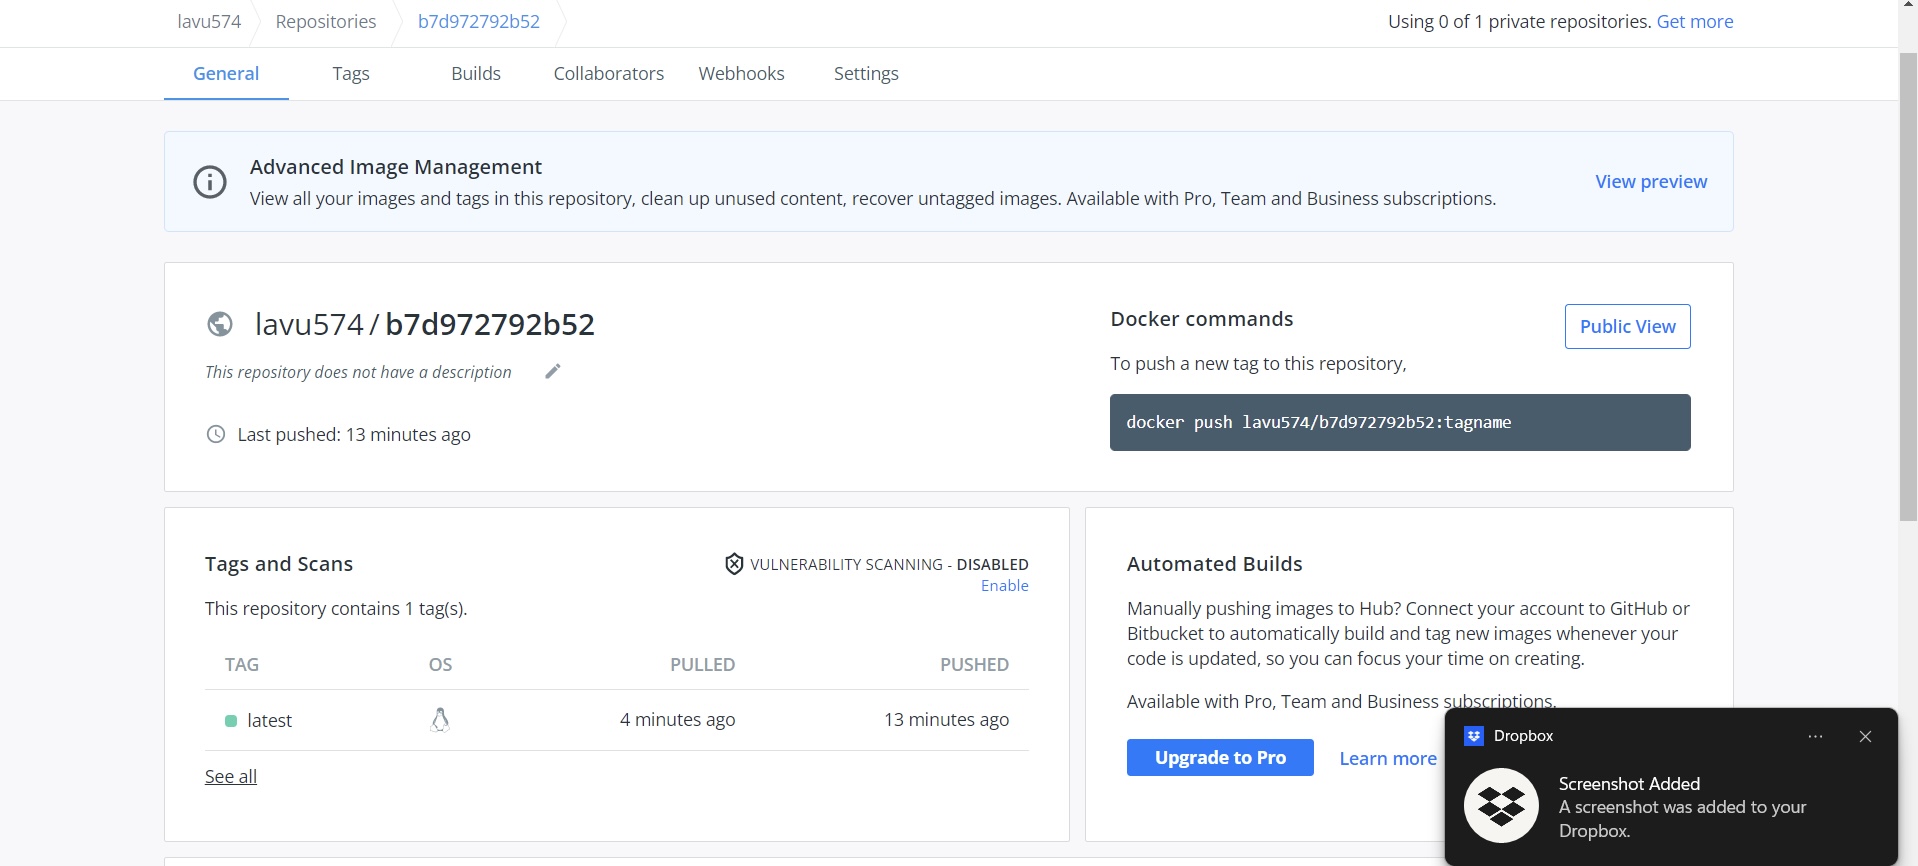 lavu574
Repositories
b7d972792b52
Using 0 of 1 private repositories. Get more
General
Tags
Builds
Collaborators
Webhooks
Settings
Advanced Image Management
View all your images and tags in this repository, clean up unused content, recover untagged images. Available with Pro, Team and Business subscriptions.
View preview
lavu574 / b7d972792b52
This repository does not have a description
Last pushed: 13 minutes ago
Docker commands
Public View
To push a new tag to this repository,
docker push lavu574/b7d972792b52:tagname
Tags and Scans
VULNERABILITY SCANNING - DISABLED
Enable
This repository contains 1 tag(s).
TAG OS PULLED PUSHED
latest 4 minutes ago 13 minutes ago
See all
Automated Builds
Manually pushing images to Hub? Connect your account to GitHub or
Bitbucket to automatically build and tag new images whenever your
code is updated, so you can focus your time on creating.
Available with Pro, Team and Business subscriptions.
Upgrade to Pro
Learn more
Dropbox
Screenshot Added
A screenshot was added to your
Dropbox.